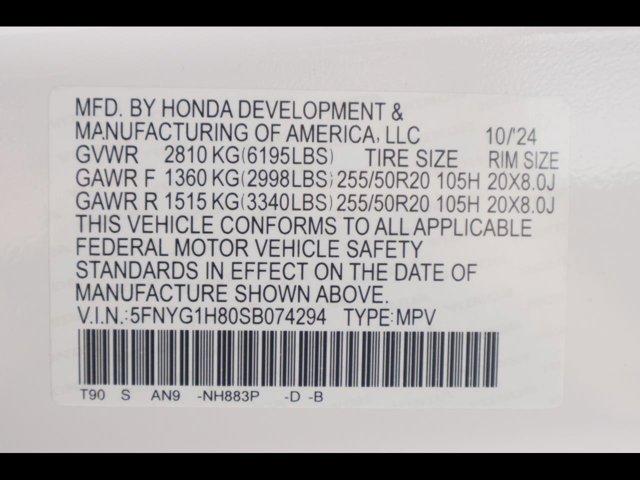 MFD. BY HONDA DEVELOPMENT &
MANUFACTURING OF AMERICA, LLC 10/'24
GVWR 2810 KG(6195LBS) TIRE SIZE RIM SIZE
GAWR F 1360 KG(2998LBS) 255/50R20 105H 20X8.0J
GAWR R 1515 KG(3340LBS) 255/50R20 105H 20X8.0J
THIS VEHICLE CONFORMS TO ALL APPLICABLE
FEDERAL MOTOR VEHICLE SAFETY
STANDARDS IN EFFECT ON THE DATE OF
MANUFACTURE SHOWN ABOVE.
V.I.N.:5FNYG1H80SB074294 TYPE:MPV
T90 S AN9 -NH883P -D -B